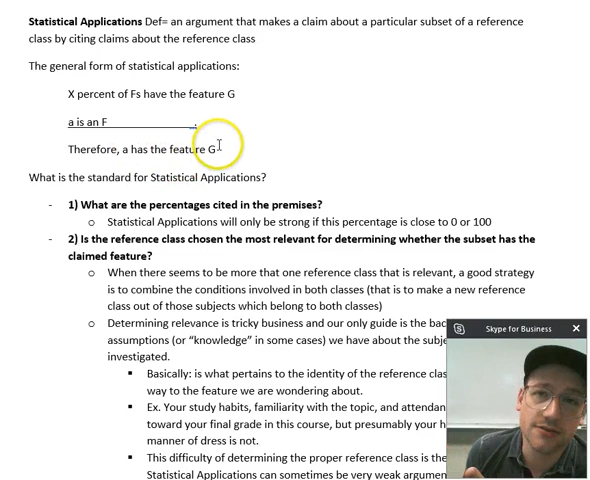 Statistical Applications Def= an argument that makes a claim about a particular subset of a reference
class by citing claims about the reference class
The general form of statistical applications:
X percent of Fs have the feature G
a is an F .
Therefore, a has the feature G
What is the standard for Statistical Applications?
- 1) What are the percentages cited in the premises?
o Statistical Applications will only be strong if this percentage is close to 0 or 100
- 2) Is the reference class chosen the most relevant for determining whether the subset has the
claimed feature?
o When there seems to be more that one reference class that is relevant, a good strategy
is to combine the conditions involved in both classes (that is to make a new reference
class out of those subjects which belong to both classes)
o Determining relevance is tricky business and our only guide is the bac
assumptions (or “knowledge” in some cases) we have about the subje
investigated.
▪ Basically: is what pertains to the identity of the reference clas
way to the feature we are wondering about.
▪ Ex. Your study habits, familiarity with the topic, and attendan
toward your final grade in this course, but presumably your h
manner of dress is not.
▪ This difficulty of determining the proper reference class is the
Statistical Applications can sometimes be very weak argumen
Skype for Business